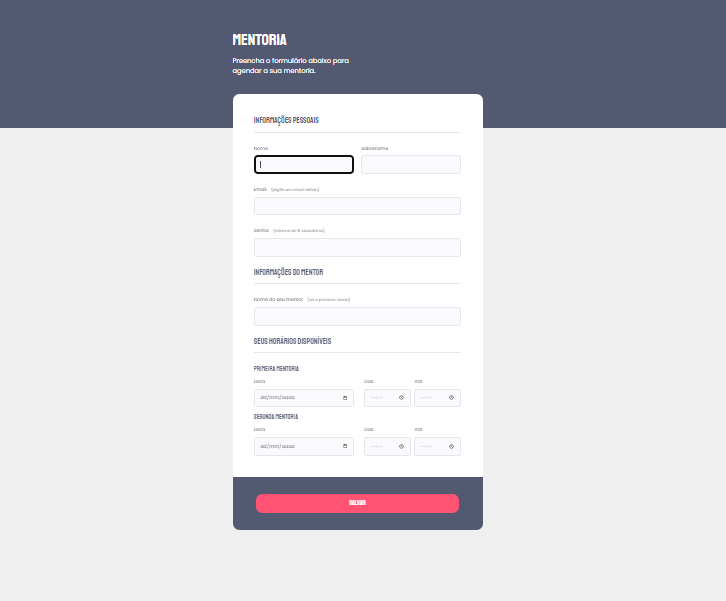 MENTORIA
Preencha o formulário abaixo para
agendar a sua mentoria.
INFORMAÇÕES PESSOAIS
Nome Sobrenome
Email (digite um email válido)
Senha (mínimo de 8 caracteres)
INFORMAÇÕES DO MENTOR
Nome do seu mentor (só o primeiro nome)
SEUS HORÁRIOS DISPONÍVEIS
PRIMEIRA MENTORIA
Data Das Até
dd/mm/aaaa --:-- --:--
SEGUNDA MENTORIA
Data Das Até
dd/mm/aaaa --:-- --:--
SALVAR